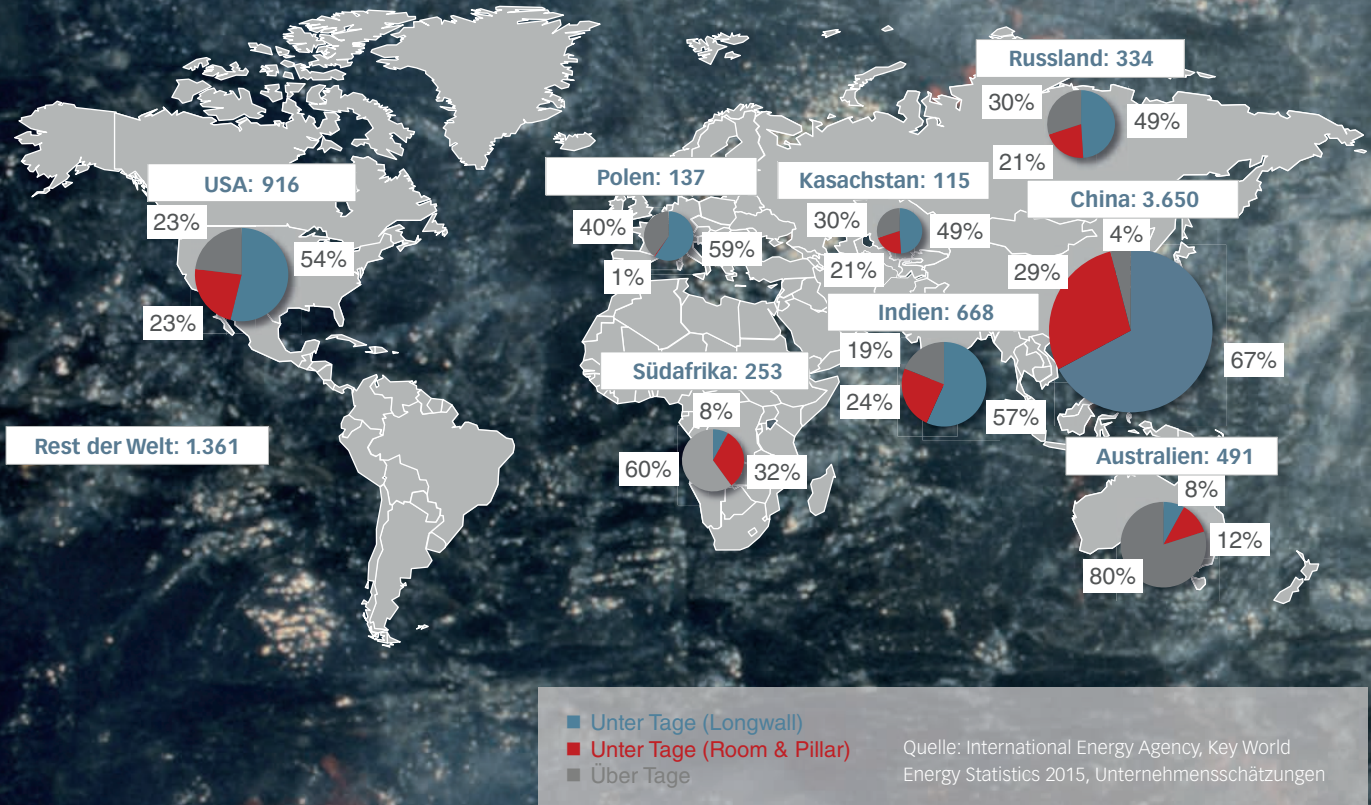 Russland: 334
30%
49%
21%
USA: 916
23%
54%
23%
Polen: 137
40%
59%
1%
Kasachstan: 115
30%
49%
21%
China: 3.650
4%
29%
67%
Indien: 668
19%
24%
57%
Südafrika: 253
8%
60%
32%
Rest der Welt: 1.361
Australien: 491
8%
12%
80%
Unter Tage (Longwall)
Unter Tage (Room & Pillar)
Über Tage
Quelle: International Energy Agency, Key World
Energy Statistics 2015, Unternehmensschätzungen